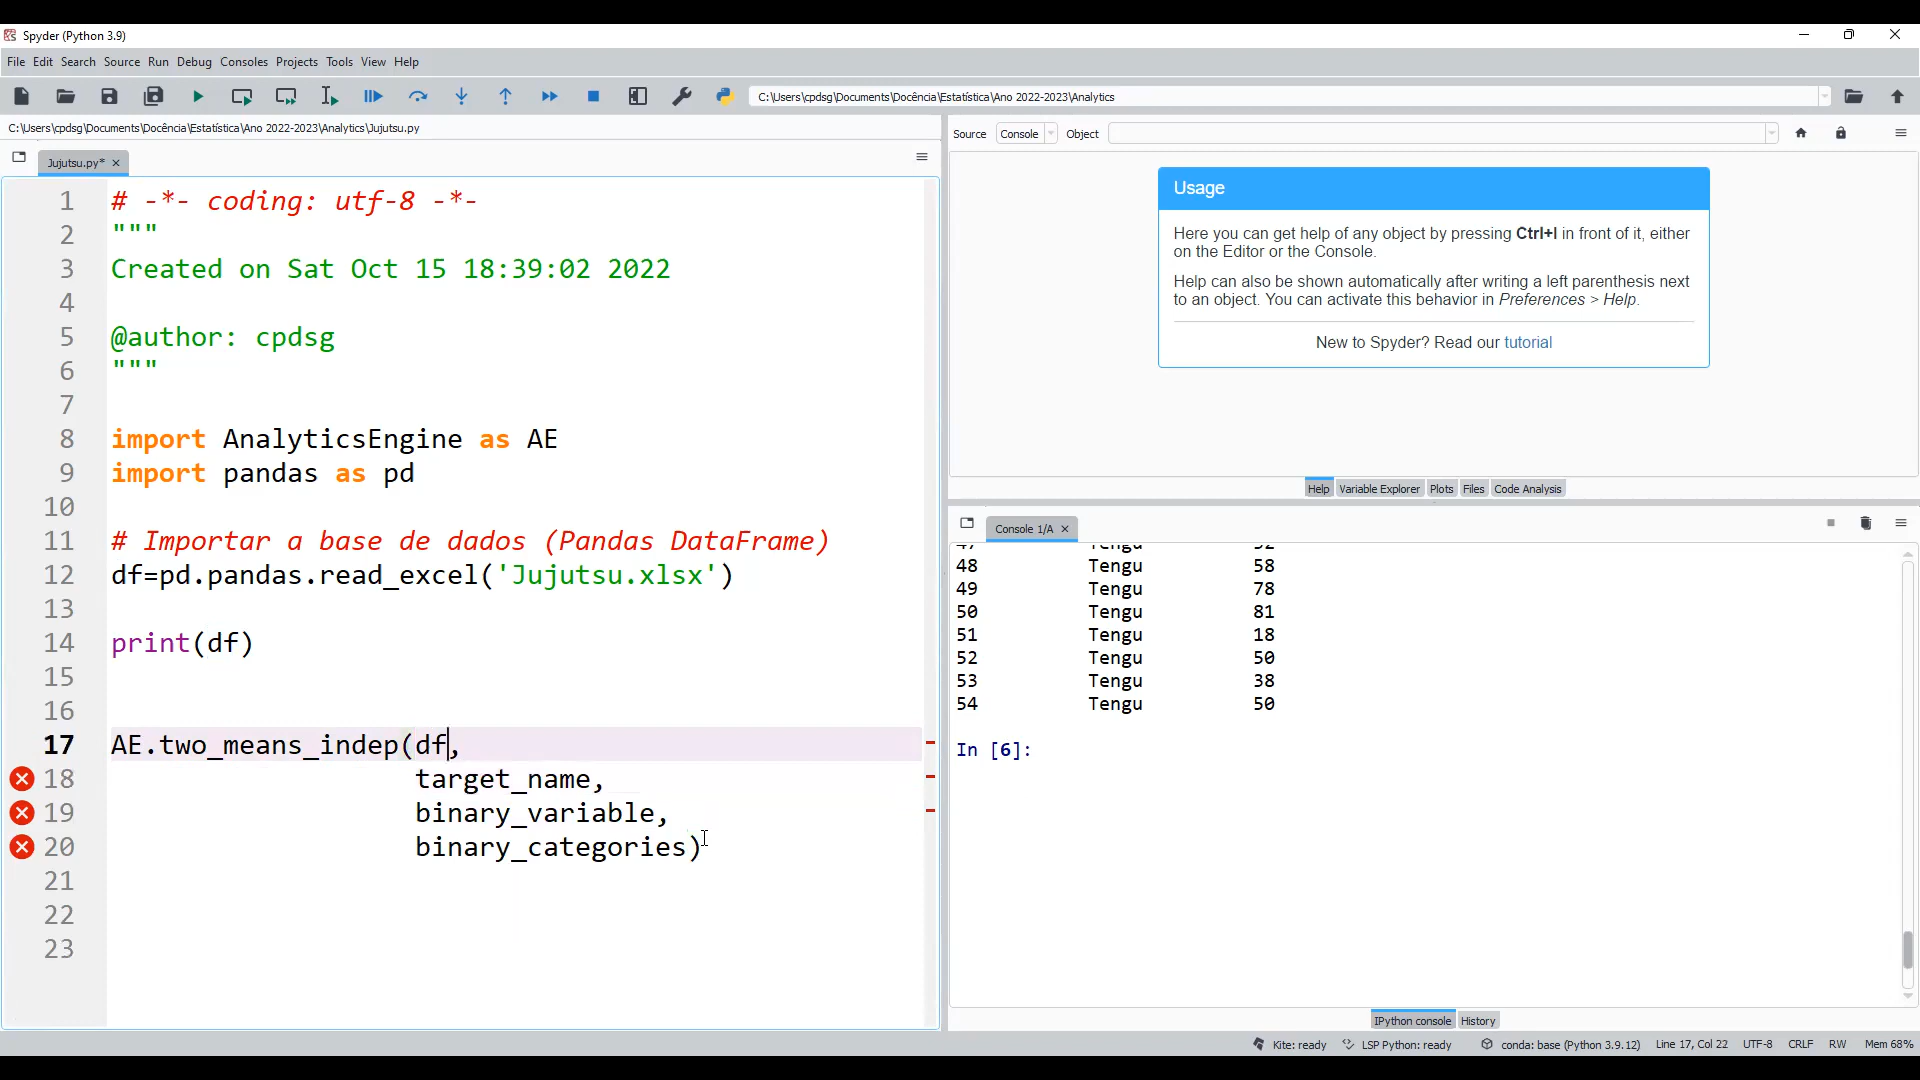 Spyder (Python 3.9)
File Edit Search Source Run Debug Consoles Projects Tools View Help
C:\Users\cpdsg\Documents\Docência\Estatística\Ano 2022-2023\Analytics
C:\Users\cpdsg\Documents\Docência\Estatística\Ano 2022-2023\Analytics\Jujutsu.py
Jujutsu.py*
1 # -*- coding: utf-8 -*-
2 """
3 Created on Sat Oct 15 18:39:02 2022
4
5 @author: cpdsg
6 """
7
8 import AnalyticsEngine as AE
9 import pandas as pd
10
11 # Importar a base de dados (Pandas DataFrame)
12 df=pd.pandas.read_excel('Jujutsu.xlsx')
13
14 print(df)
15
16
17 AE.two_means_indep(df,
18 target_name,
19 binary_variable,
20 binary_categories)
21
22
23
Source Console Object
Usage
Here you can get help of any object by pressing Ctrl+I in front of it, either
on the Editor or the Console.
Help can also be shown automatically after writing a left parenthesis next
to an object. You can activate this behavior in Preferences > Help.
New to Spyder? Read our tutorial
Help Variable Explorer Plots Files Code Analysis
Console 1/A
48 Tengu 58
49 Tengu 78
50 Tengu 81
51 Tengu 18
52 Tengu 50
53 Tengu 38
54 Tengu 50
In [6]:
IPython console History
Kite: ready LSP Python: ready conda: base (Python 3.9.12) Line 17, Col 22 UTF-8 CRLF RW Mem 68%